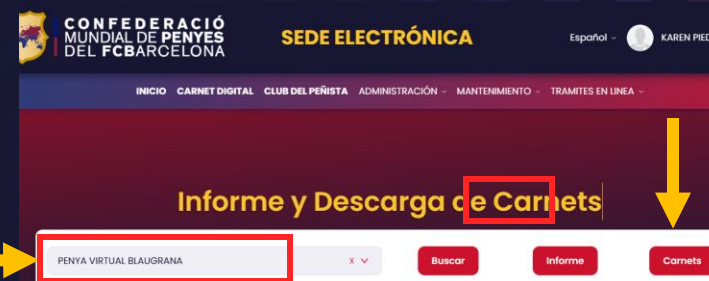 CONFEDERACIÓ
MUNDIAL DE PENYES
DEL FCBARCELONA
SEDE ELECTRÓNICA
Español
KAREN PIED
INICIO CARNET DIGITAL CLUB DEL PEÑISTA ADMINISTRACIÓN MANTENIMIENTO TRAMITES EN LINEA
Informe y Descarga de Carnets
PENYA VIRTUAL BLAUGRANA x Buscar Informe Carnets